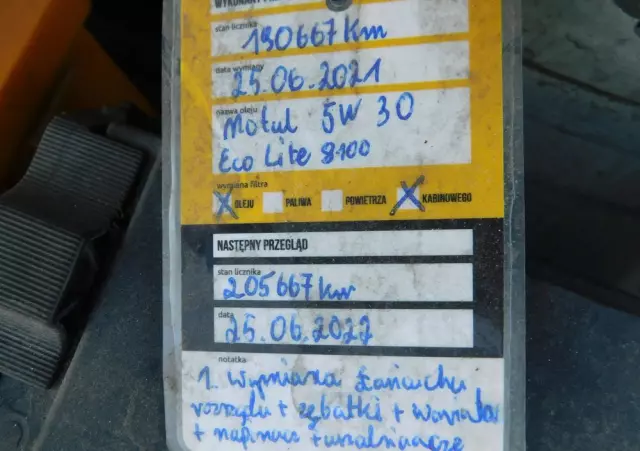 WYKONANY
stan licznika
190667 Km
data wymiany
25.06.2021
nazwa oleju
Motul 5W 30
Eco Lite 8100
wymiana filtra
OLEJU PALIWA POWIETRZA KABINOWEGO
NASTĘPNY PRZEGLĄD
stan licznika
205667 km
data
25.06.2022
notatka
1. Wymiana Łańcucha
rozrządu + zębatki +
+ napinacz + uszczelniacze